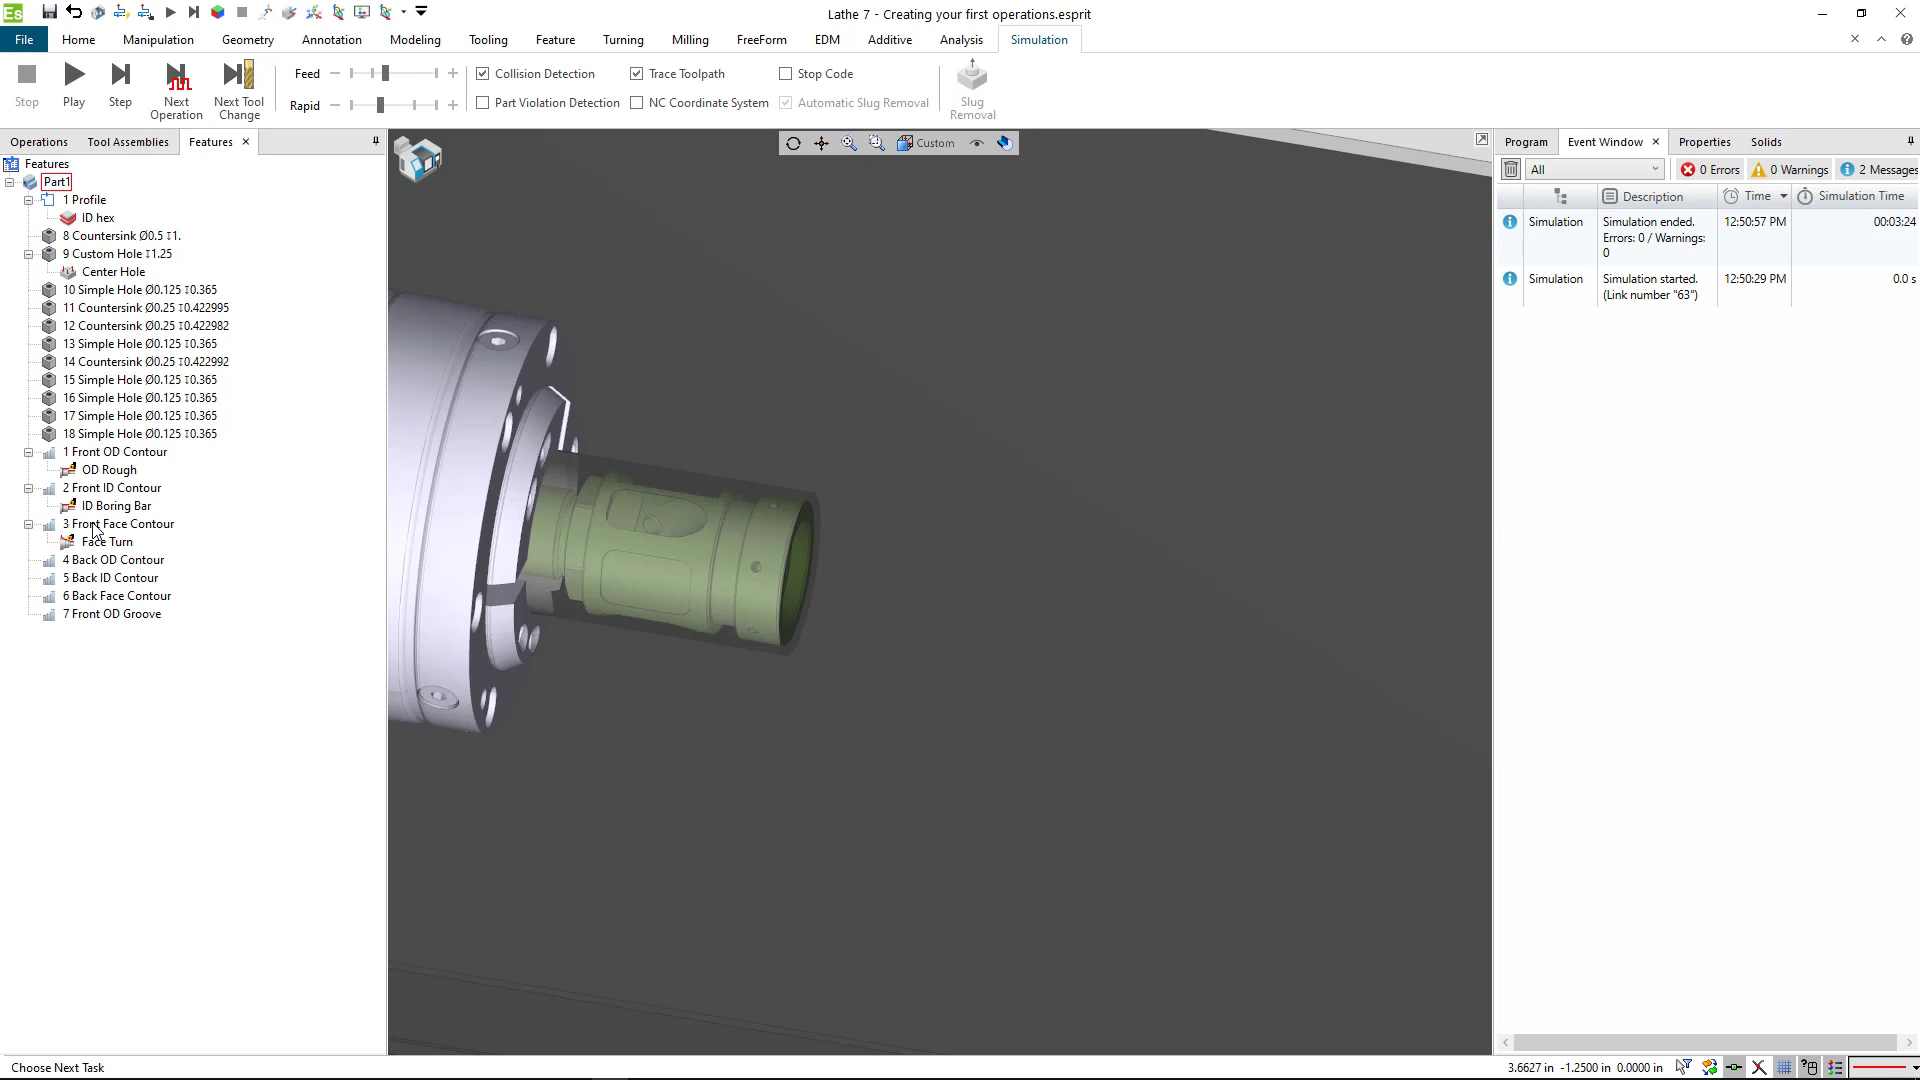 Es
Lathe 7 - Creating your first operations.esprit
File
Home
Manipulation
Geometry
Annotation
Modeling
Tooling
Feature
Turning
Milling
FreeForm
EDM
Additive
Analysis
Simulation
Stop
Play
Step
Next
Operation
Next Tool
Change
Feed
Rapid
Collision Detection
Part Violation Detection
Trace Toolpath
NC Coordinate System
Stop Code
Automatic Slug Removal
Slug
Removal
Operations
Tool Assemblies
Features
Features
Part1
1 Profile
ID hex
8 Countersink Ø0.5 ↧1.
9 Custom Hole ↧1.25
Center Hole
10 Simple Hole Ø0.125 ↧0.365
11 Countersink Ø0.25 ↧0.422995
12 Countersink Ø0.25 ↧0.422982
13 Simple Hole Ø0.125 ↧0.365
14 Countersink Ø0.25 ↧0.422992
15 Simple Hole Ø0.125 ↧0.365
16 Simple Hole Ø0.125 ↧0.365
17 Simple Hole Ø0.125 ↧0.365
18 Simple Hole Ø0.125 ↧0.365
1 Front OD Contour
OD Rough
2 Front ID Contour
ID Boring Bar
3 Front Face Contour
Face Turn
4 Back OD Contour
5 Back ID Contour
6 Back Face Contour
7 Front OD Groove
Custom
Program
Event Window
Properties
Solids
All
0 Errors
0 Warnings
2 Messages
Description
Time
Simulation Time
Simulation
Simulation ended.
Errors: 0 / Warnings:
0
12:50:57 PM
00:03:24
Simulation
Simulation started.
(Link number "63")
12:50:29 PM
0.0 s
Choose Next Task
3.6627 in -1.2500 in 0.0000 in